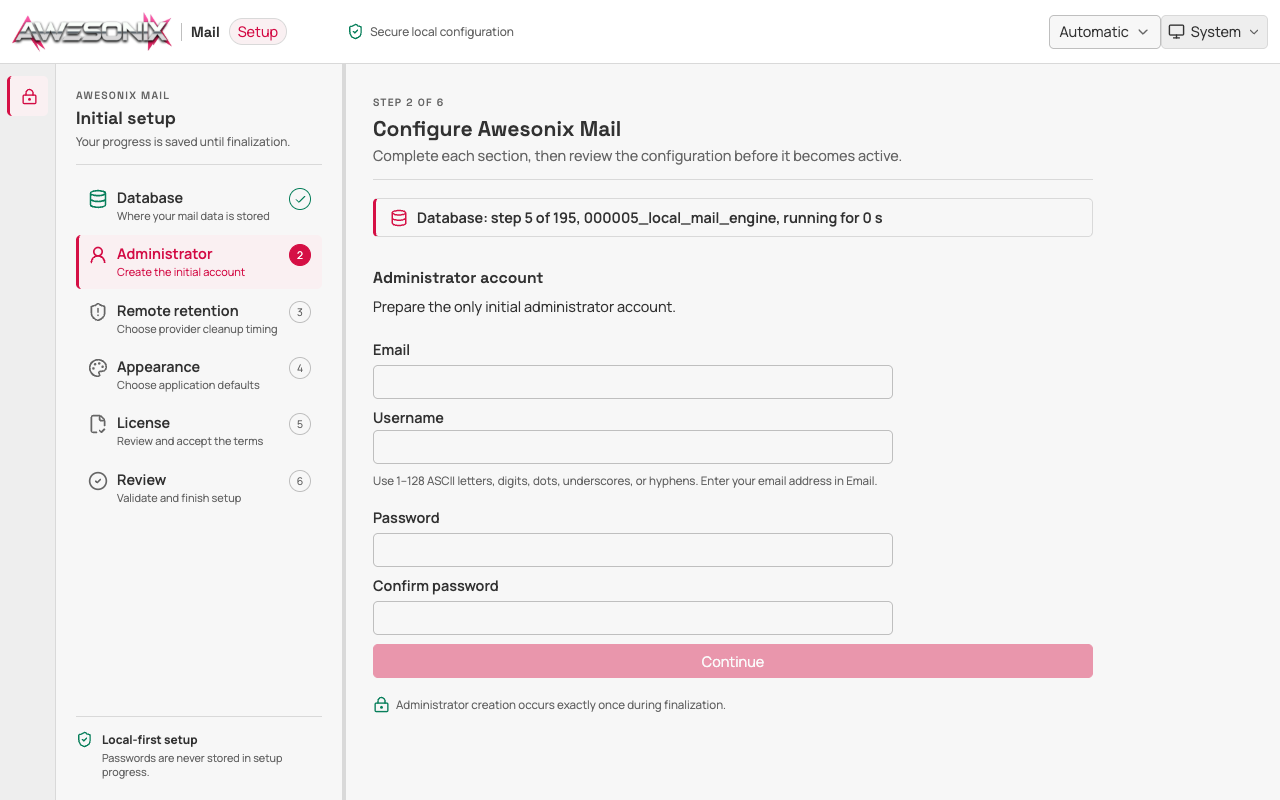 AWESONIX
Mail
Setup
Secure local configuration
Automatic
System
AWESONIX MAIL
Initial setup
Your progress is saved until finalization.
Database
Where your mail data is stored
Administrator
Create the initial account
2
Remote retention
Choose provider cleanup timing
3
Appearance
Choose application defaults
4
License
Review and accept the terms
5
Review
Validate and finish setup
6
Local-first setup
Passwords are never stored in setup
progress.
STEP 2 OF 6
Configure Awesonix Mail
Complete each section, then review the configuration before it becomes active.
Database: step 5 of 195, 000005_local_mail_engine, running for 0 s
Administrator account
Prepare the only initial administrator account.
Email
Username
Use 1–128 ASCII letters, digits, dots, underscores, or hyphens. Enter your email address in Email.
Password
Confirm password
Continue
Administrator creation occurs exactly once during finalization.